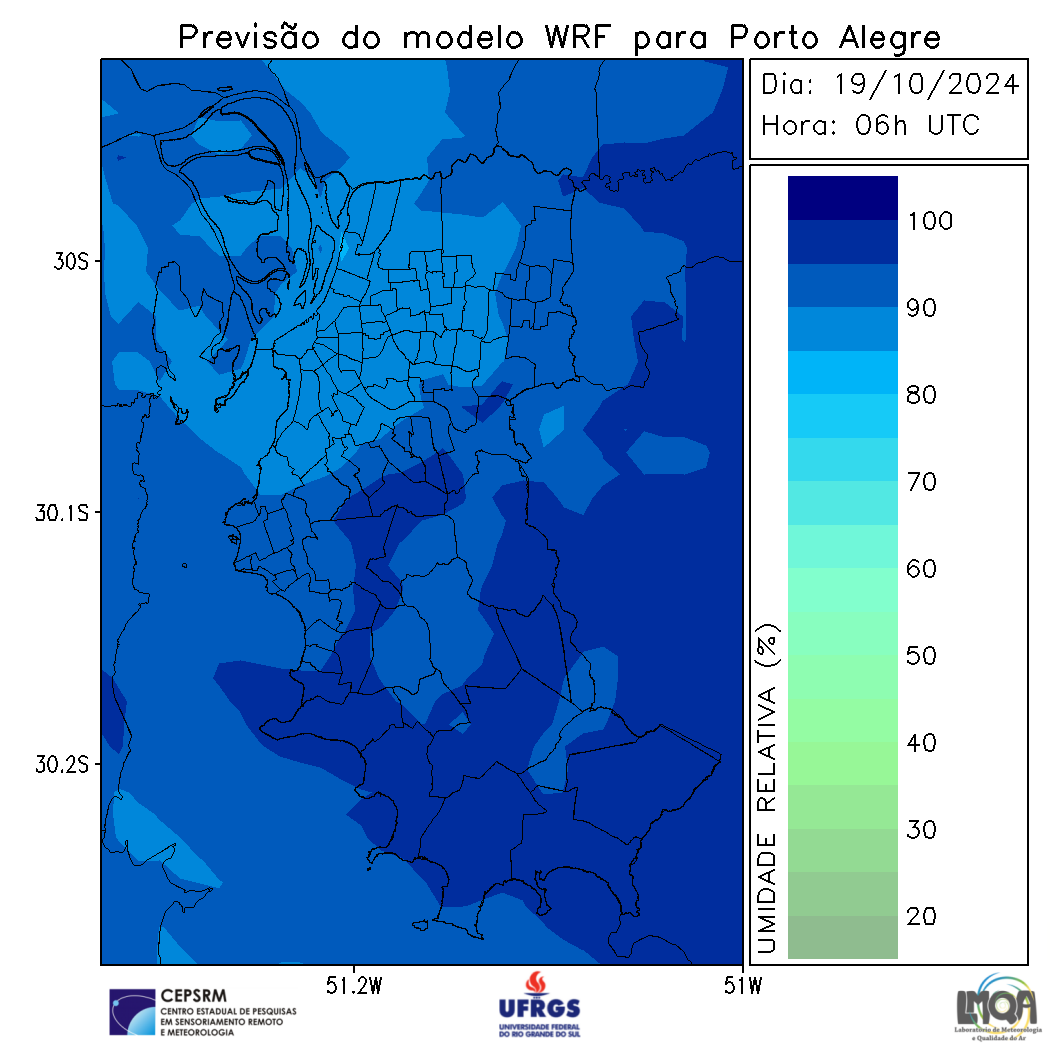 Previsão do modelo WRF para Porto Alegre
Dia: 19/10/2024
Hora: 06h UTC
100
90
80
70
60
50
40
30
20
UMIDADE RELATIVA (%)
30S
30.1S
30.2S
51.2W
51W
CEPSRM
CENTRO ESTADUAL DE PESQUISAS
EM SENSORIAMENTO REMOTO
E METEOROLOGIA
UFRGS
UNIVERSIDADE FEDERAL
DO RIO GRANDE DO SUL
LMQA
Laboratório de Meteorologia
e Qualidade do Ar